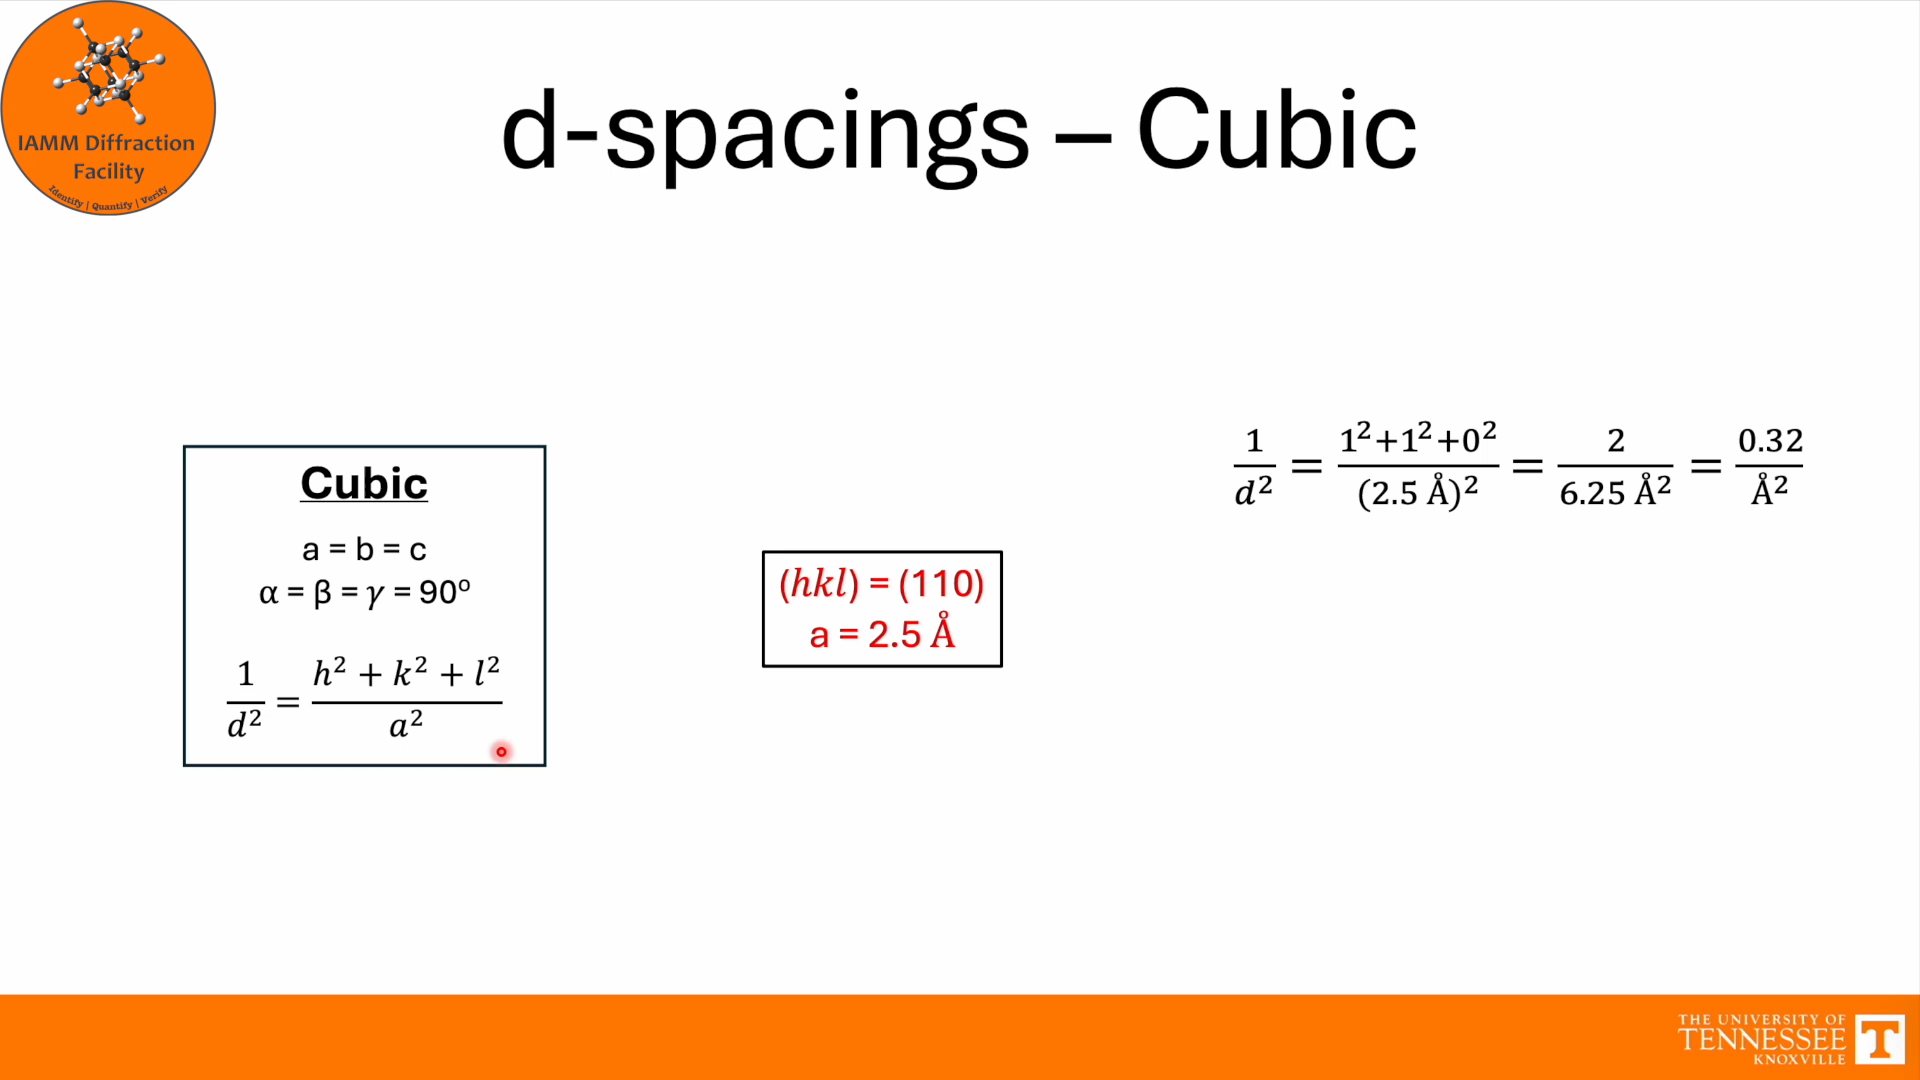 IAMM Diffraction
Facility
Identify | Quantify | Verify
d-spacings – Cubic
Cubic
a = b = c
α = β = γ = 90º
1/d² = (h² + k² + l²)/a²
(hkl) = (110)
a = 2.5 Å
1/d² = (1²+1²+0²)/(2.5 Å)² = 2/(6.25 Å²) = 0.32/Å²
THE UNIVERSITY OF
TENNESSEE
KNOXVILLE
T